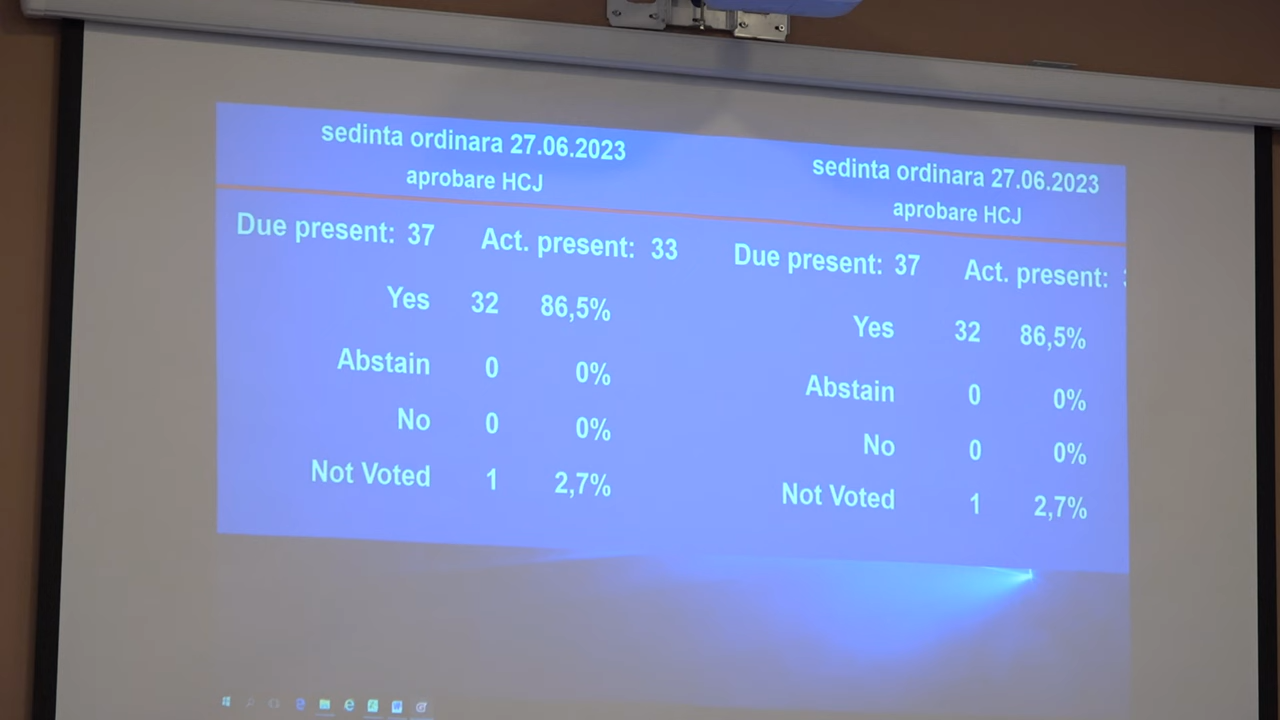 sedinta ordinara 27.06.2023
aprobare HCJ
Due present: 37 Act. present: 33
Yes 32 86,5%
Abstain 0 0%
No 0 0%
Not Voted 1 2,7%
sedinta ordinara 27.06.2023
aprobare HCJ
Due present: 37 Act. present:
Yes 32 86,5%
Abstain 0 0%
No 0 0%
Not Voted 1 2,7%